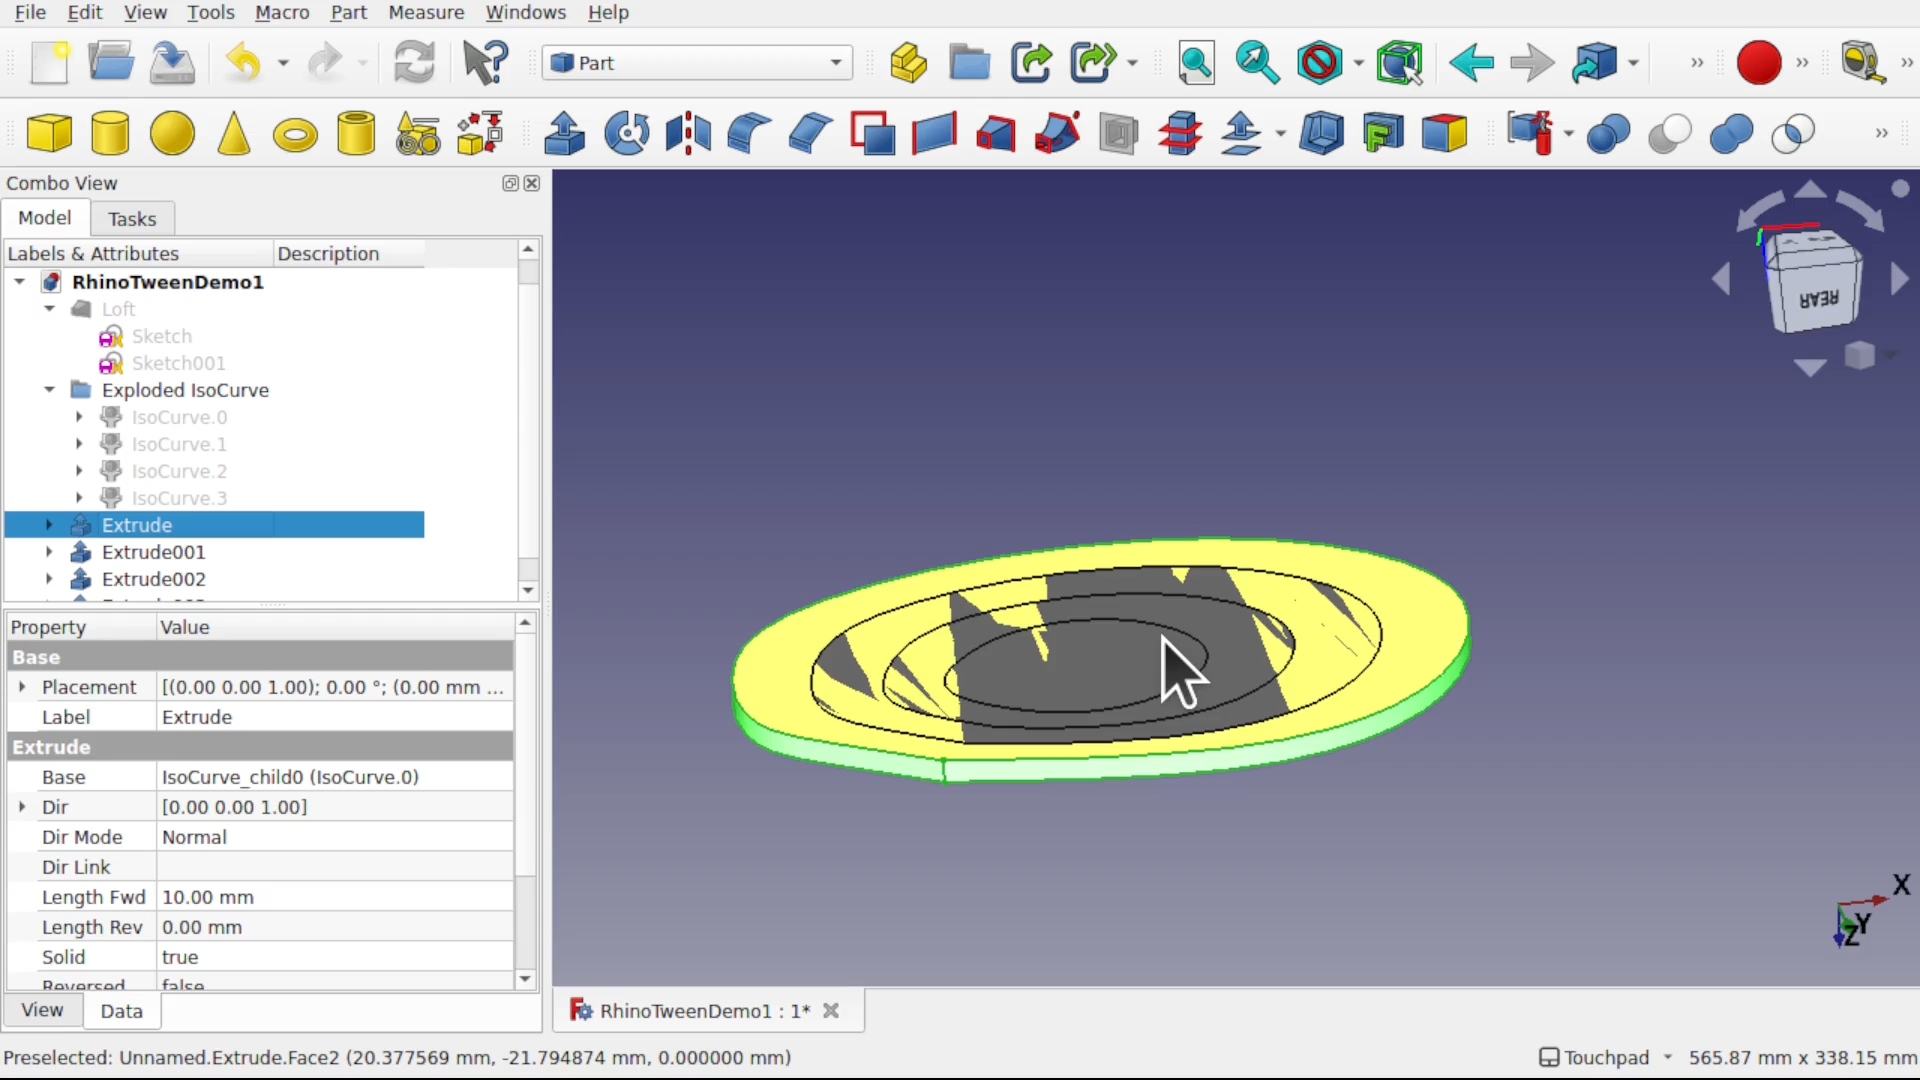 File Edit View Tools Macro Part Measure Windows Help
Part
Combo View
Model Tasks
Labels & Attributes Description
RhinoTweenDemo1
Loft
Sketch
Sketch001
Exploded IsoCurve
IsoCurve.0
IsoCurve.1
IsoCurve.2
IsoCurve.3
Extrude
Extrude001
Extrude002
Property Value
Base
Placement [(0.00 0.00 1.00); 0.00 °; (0.00 mm ...
Label Extrude
Extrude
Base IsoCurve_child0 (IsoCurve.0)
Dir [0.00 0.00 1.00]
Dir Mode Normal
Dir Link
Length Fwd 10.00 mm
Length Rev 0.00 mm
Solid true
Reversed false
View Data
REAR
X
Y
Z
RhinoTweenDemo1 : 1*
Preselected: Unnamed.Extrude.Face2 (20.377569 mm, -21.794874 mm, 0.000000 mm)
Touchpad 565.87 mm x 338.15 mm